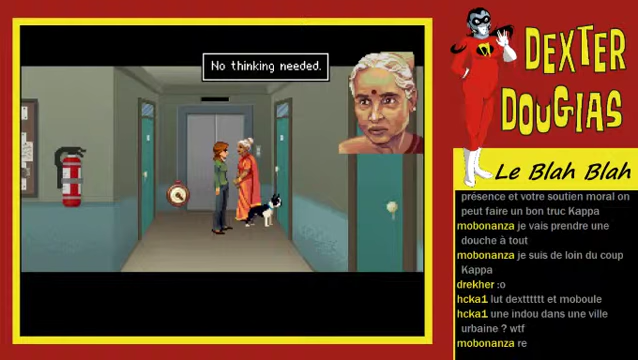 No thinking needed.
DEXTER
DOUGIAS
Le Blah Blah
présence et votre soutien moral on
peut faire un bon truc Kappa
mobonanza je vais prendre une
douche à tout
mobonanza je suis de loin du coup
Kappa
drekher :o
hcka1 lut dexttttt et moboule
hcka1 une indou dans une ville
urbaine ? wtf
mobonanza re